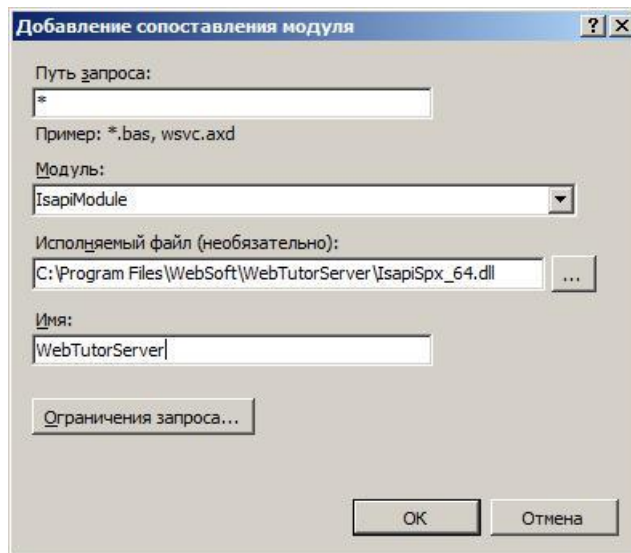 Добавление сопоставления модуля
Путь запроса:
*
Пример: *.bas, wsvc.axd
Модуль:
IsapiModule
Исполняемый файл (необязательно):
C:\Program Files\WebSoft\WebTutorServer\IsapiSpx_64.dll
...
Имя:
WebTutorServer
Ограничения запроса...
OK
Отмена